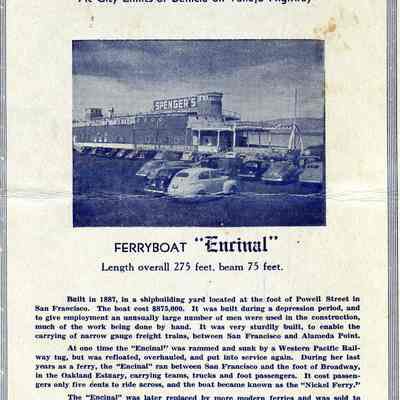 At City Limits of Benicia on Vallejo Highway
SPENGER'S
FERRYBOAT "Encinal"
Length overall 275 feet, beam 75 feet.
Built in 1887, in a shipbuilding yard located at the foot of Powell Street in
San Francisco. The boat cost $875,000. It was built during a depression period, and
to give employment an unusually large number of men were used in the construction,
much of the work being done by hand. It was very sturdily built, to enable the
carrying of narrow gauge freight trains, between San Francisco and Alameda Point.
At one time the "Encinal" was rammed and sunk by a Western Pacific Rail-
way tug, but was refloated, overhauled, and put into service again. During her last
years as a ferry, the "Encinal" ran between San Francisco and the foot of Broadway,
in the Oakland Estuary, carrying teams, trucks and foot passengers. It cost passen-
gers only five cents to ride across, and the boat became known as the "Nickel Ferry."
The "Encinal" was later replaced by more modern ferries and was sold to